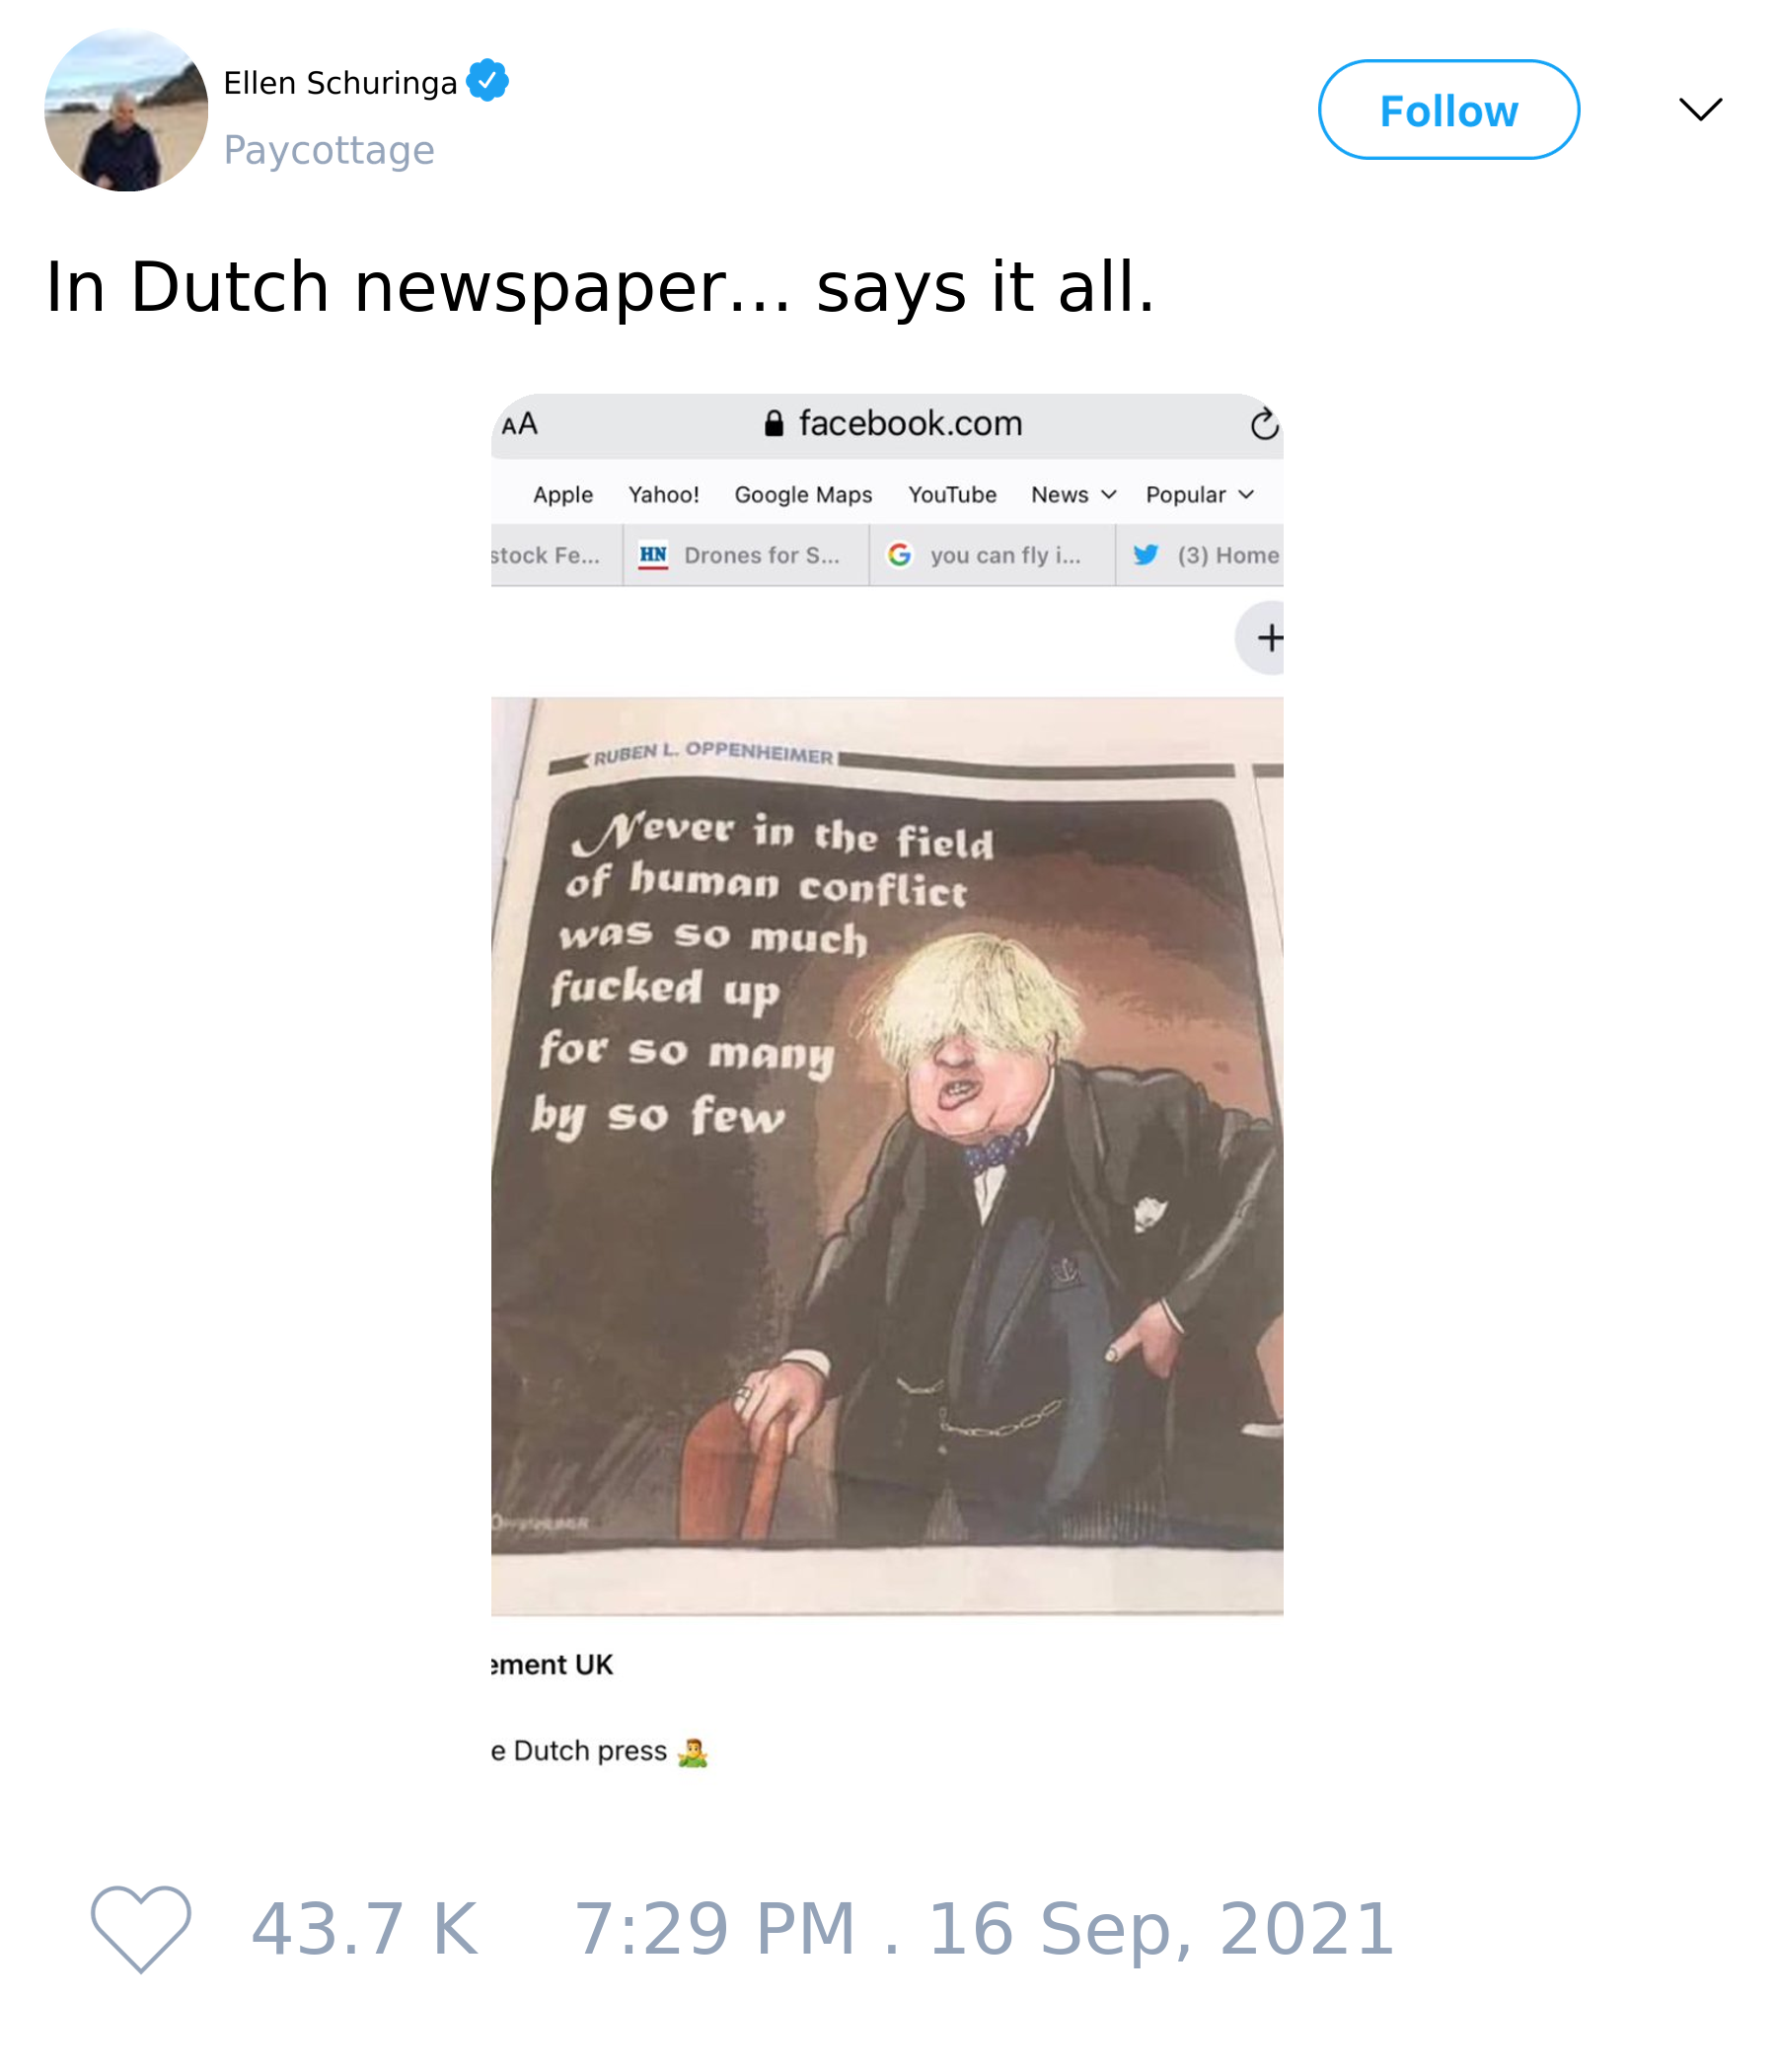 Ellen Schuringa
Paycottage
Follow
In Dutch newspaper... says it all.
AA
facebook.com
Apple Yahoo! Google Maps YouTube News Popular
stock Fe... HN Drones for S... you can fly i... (3) Home
RUBEN L. OPPENHEIMER
Never in the field
of human conflict
was so much
fucked up
for so many
by so few
OPPENHEIMER
ement UK
e Dutch press
43.7 K 7:29 PM . 16 Sep, 2021